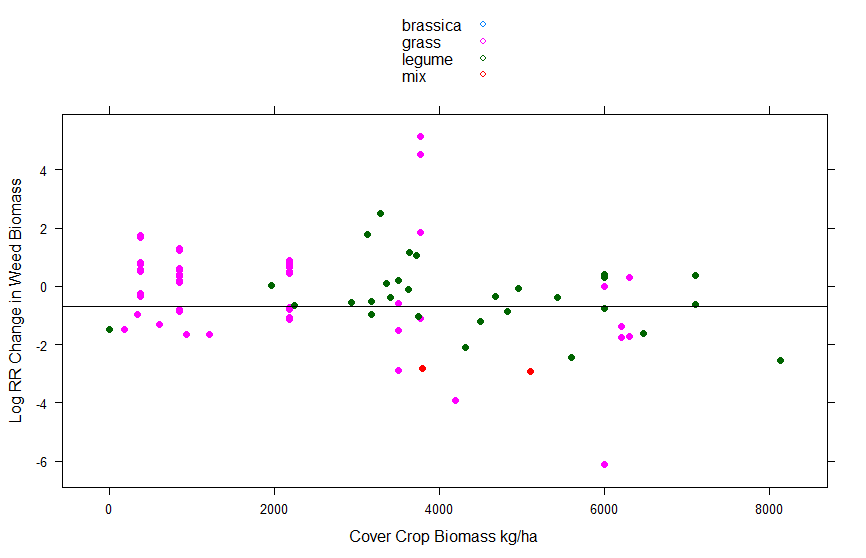 brassica
grass
legume
mix
Log RR Change in Weed Biomass
4
2
0
-2
-4
-6
0 2000 4000 6000 8000
Cover Crop Biomass kg/ha